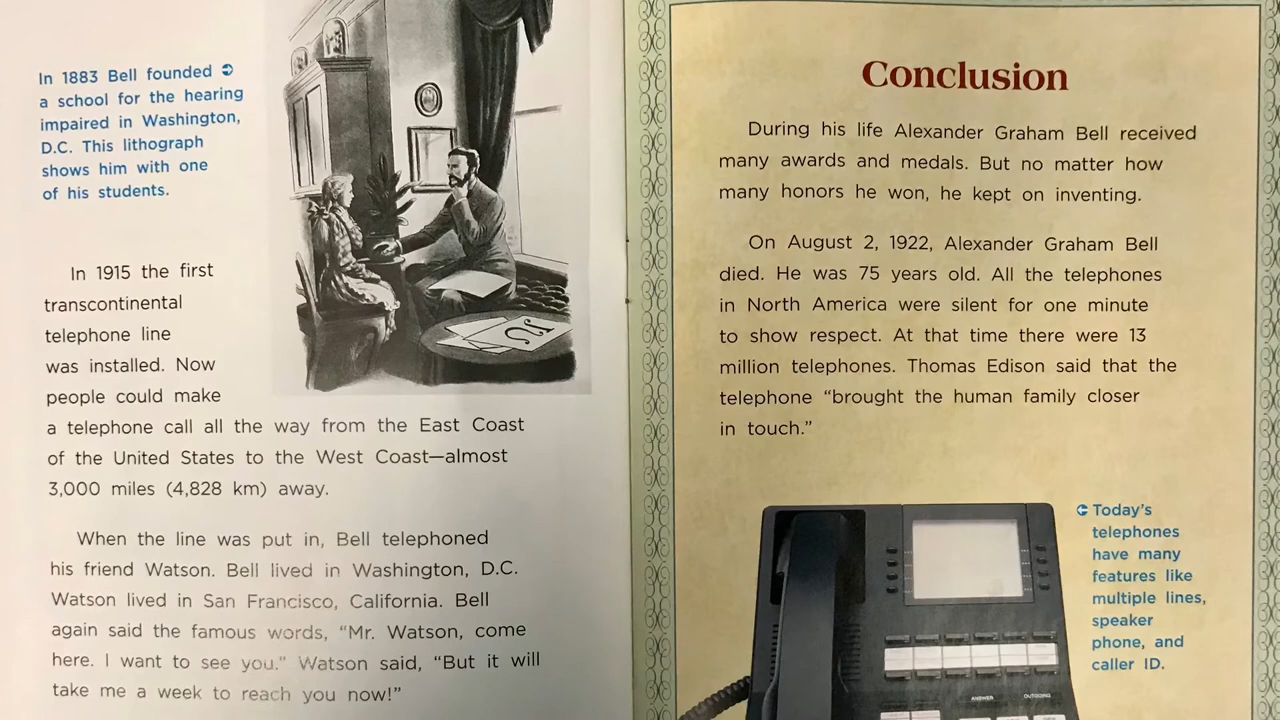 In 1883 Bell founded
a school for the hearing
impaired in Washington,
D.C. This lithograph
shows him with one
of his students.
In 1915 the first
transcontinental
telephone line
was installed. Now
people could make
a telephone call all the way from the East Coast
of the United States to the West Coast—almost
3,000 miles (4,828 km) away.
When the line was put in, Bell telephoned
his friend Watson. Bell lived in Washington, D.C.
Watson lived in San Francisco, California. Bell
again said the famous words, “Mr. Watson, come
here. I want to see you.” Watson said, “But it will
take me a week to reach you now!”
Conclusion
During his life Alexander Graham Bell received
many awards and medals. But no matter how
many honors he won, he kept on inventing.
On August 2, 1922, Alexander Graham Bell
died. He was 75 years old. All the telephones
in North America were silent for one minute
to show respect. At that time there were 13
million telephones. Thomas Edison said that the
telephone “brought the human family closer
in touch.”
Today’s
telephones
have many
features like
multiple lines,
speaker
phone, and
caller ID.
ANSWER
OUTGOING